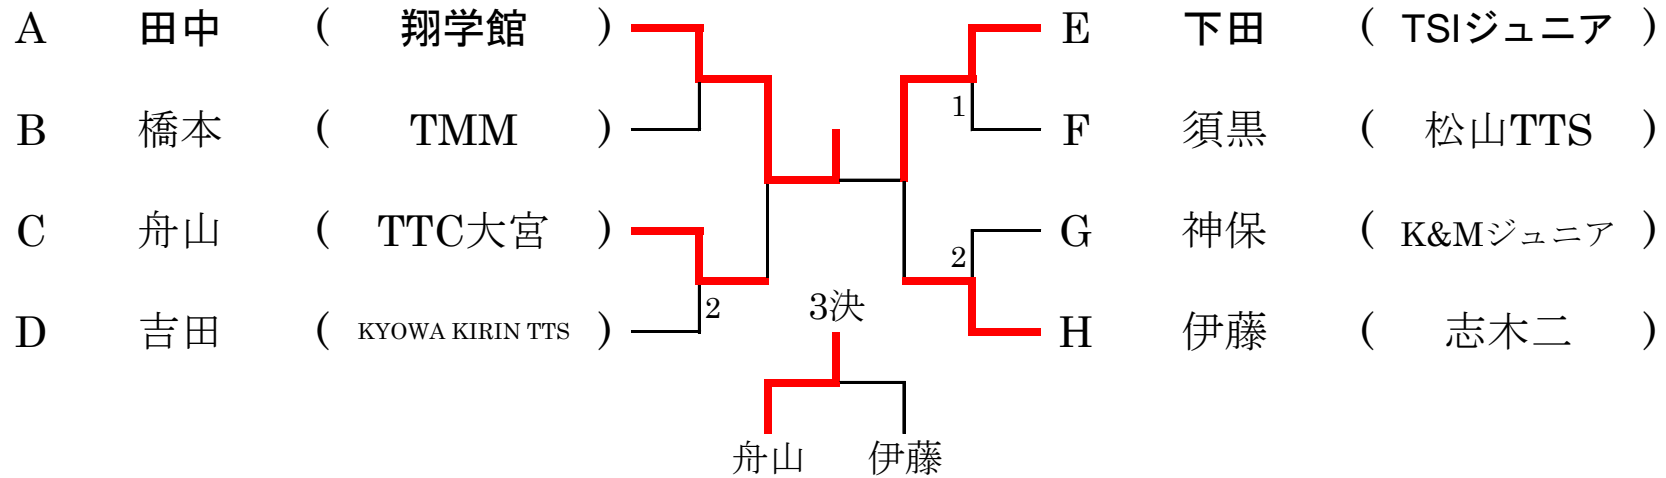 A 田中 ( 翔学館 ) E 下田 ( TSIジュニア )
1
B 橋本 ( TMM ) F 須黒 ( 松山TTS )
C 舟山 ( TTC大宮 ) G 神保 ( K&Mジュニア )
2
2 3決
D 吉田 ( KYOWA KIRIN TTS ) H 伊藤 ( 志木二 )
舟山 伊藤